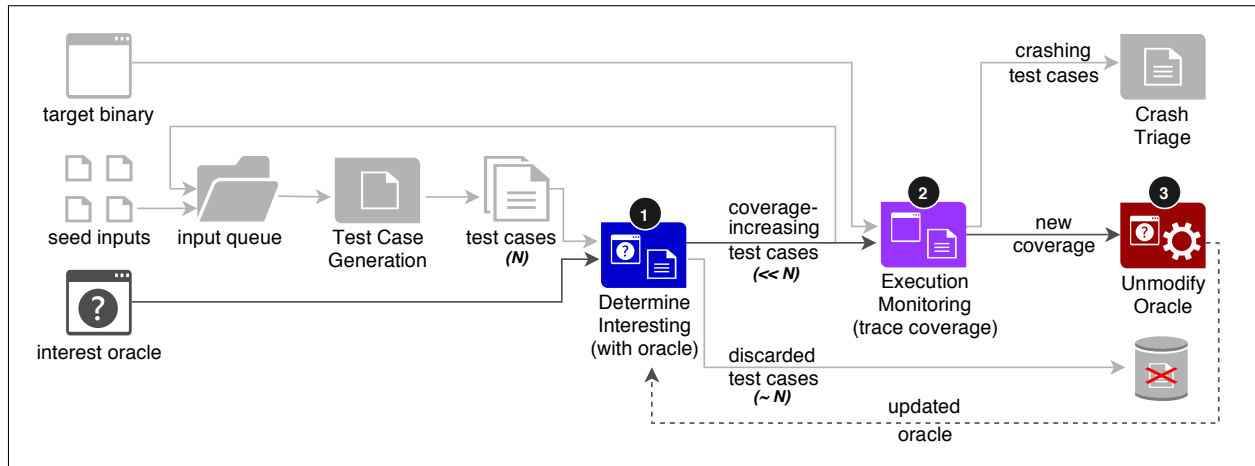 target binary
seed inputs
input queue
Test Case
Generation
test cases
(N)
?
interest oracle
1
?
Determine
Interesting
(with oracle)
coverage-
increasing
test cases
(<< N)
discarded
test cases
(~ N)
2
Execution
Monitoring
(trace coverage)
crashing
test cases
Crash
Triage
new
coverage
3
?
Unmodify
Oracle
updated
oracle